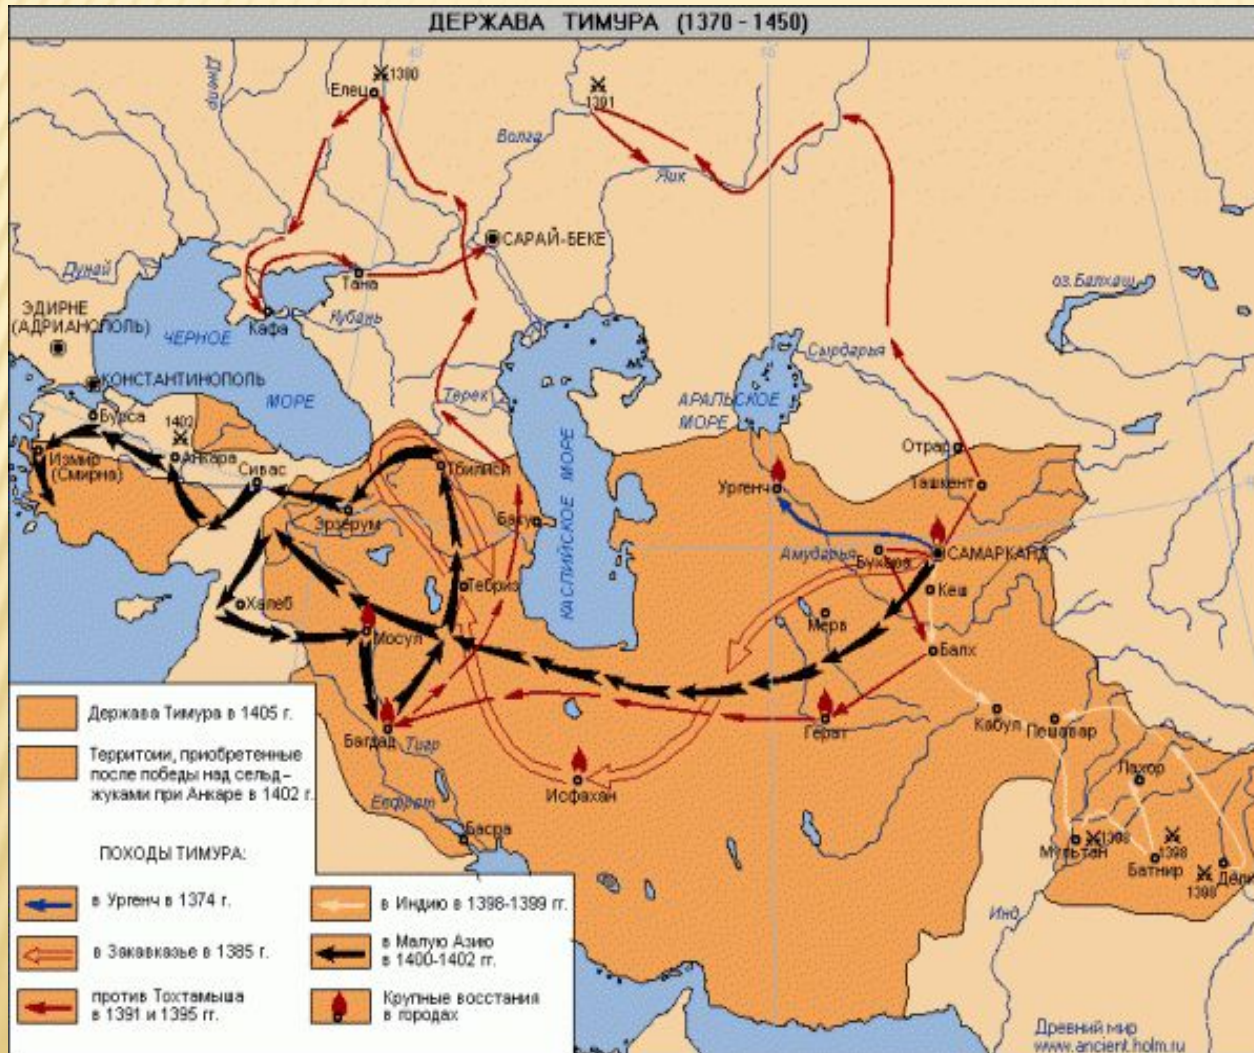 ДЕРЖАВА ТИМУРА (1370 - 1450)
Днепр
1380
Елец
1391
Волга
Яик
САРАЙ-БЕКЕ
Дунай
Тана
оз.Балхаш
ЭДИРНЕ
(АДРИАНОПОЛЬ)
Кафа
Кубань
ЧЕРНОЕ
МОРЕ
Сырдарья
КОНСТАНТИНОПОЛЬ
Терек
АРАЛЬСКОЕ
МОРЕ
Бурса
1402
Анкара
Измир
(Смирна)
Сивас
Тбилиси
КАСПИЙСКОЕ МОРЕ
Отрар
Ургенч
Ташкент
Эрзерум
Баку
Амударья
Бухара
САМАРКАНД
Тебриз
Кеш
Халеб
Мерв
Мосул
Балх
Кабул
Пешавар
Герат
Багдад
Тигр
Лахор
Исфахан
Евфрат
Басра
Мультан
1398
1398
Батнир
1398
Дели
Инд
Держава Тимура в 1405 г.
Территоии, приобретенные
после победы над сельд-
жуками при Анкаре в 1402 г.
ПОХОДЫ ТИМУРА:
в Ургенч в 1374 г.
в Закавказье в 1385 г.
против Тохтамыша
в 1391 и 1395 гг.
в Индию в 1398-1399 гг.
в Малую Азию
в 1400-1402 гг.
Крупные восстания
в городах
Древний мир
www.ancient.holm.ru